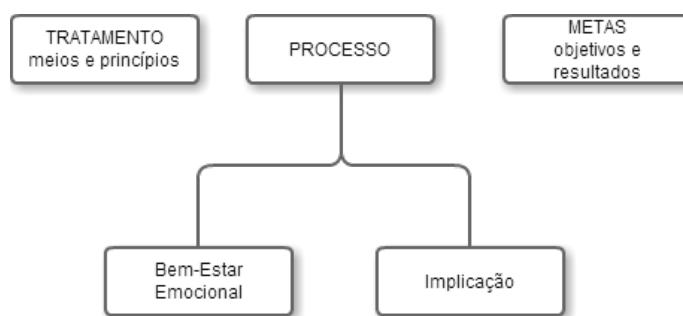 TRATAMENTO
meios e princípios
PROCESSO
METAS
objetivos e
resultados
Bem-Estar
Emocional
Implicação